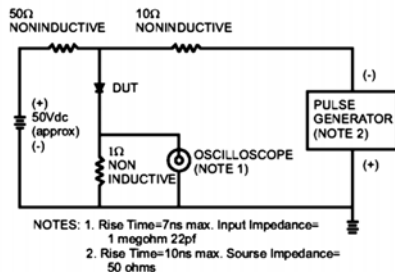 50Ω
NONINDUCTIVE
10Ω
NONINDUCTIVE
(+)
50Vdc
(approx)
(-)
DUT
1Ω
NON
INDUCTIVE
OSCILLOSCOPE
(NOTE 1)
(-)
PULSE
GENERATOR
(NOTE 2)
(+)
NOTES: 1. Rise Time=7ns max. Input Impedance=
1 megohm 22pf
2. Rise Time=10ns max. Sourse Impedance=
50 ohms